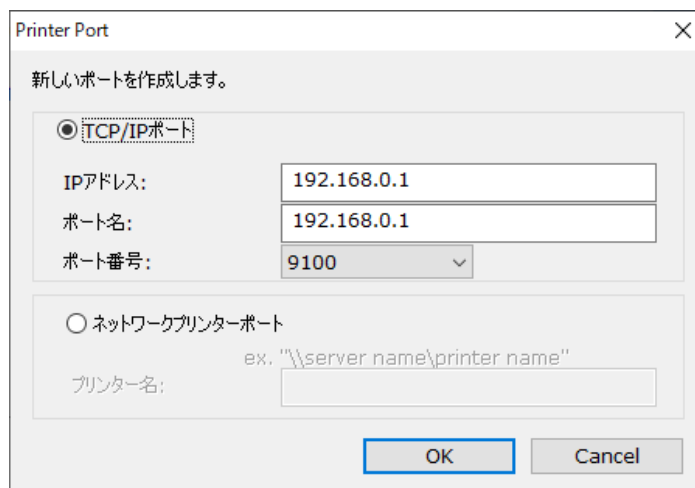 Printer Port
新しいポートを作成します。
TCP/IPポート
IPアドレス: 192.168.0.1
ポート名: 192.168.0.1
ポート番号: 9100
ネットワークプリンターポート
ex. "\\server name\printer name"
プリンター名:
OK Cancel